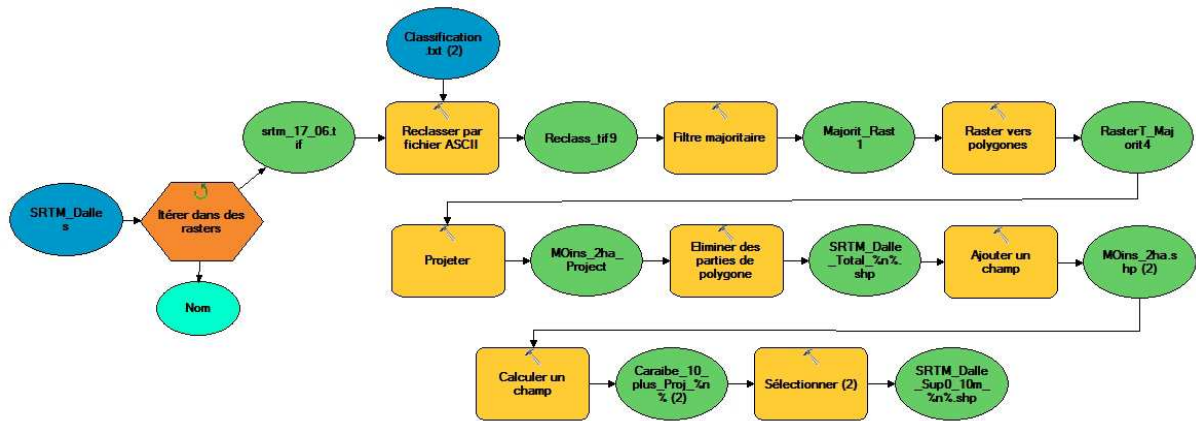 Classification
.txt (2)
srtm_17_06.t
if
Reclasser par
fichier ASCII
Reclass_tif9
Filtre majoritaire
Majorit_Rast
1
Raster vers
polygones
RasterT_Maj
orit4
SRTM_Dalle
s
Itérer dans des
rasters
Nom
Projeter
MOins_2ha_
Project
Eliminer des
parties de
polygone
SRTM_Dalle
_Total_%n%.
shp
Ajouter un
champ
MOins_2ha.s
hp (2)
Calculer un
champ
Caraibe_10_
plus_Proj_%n
% (2)
Sélectionner (2)
SRTM_Dalle
_Sup0_10m_
%n%.shp